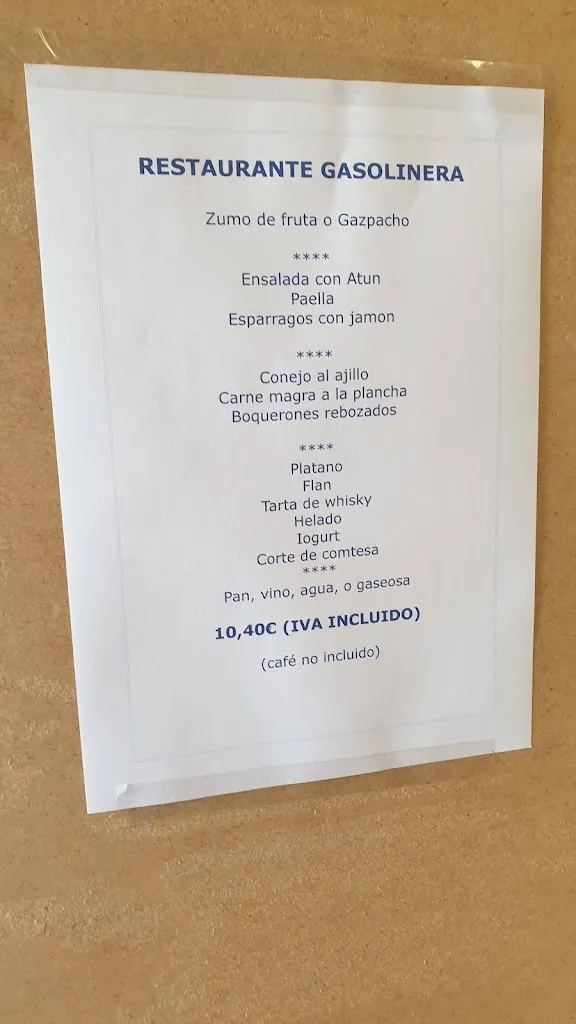 RESTAURANTE GASOLINERA
Zumo de fruta o Gazpacho
****
Ensalada con Atun
Paella
Esparragos con jamon
****
Conejo al ajillo
Carne magra a la plancha
Boquerones rebozados
****
Platano
Flan
Tarta de whisky
Helado
Iogurt
Corte de comtesa
****
Pan, vino, agua, o gaseosa
10,40€ (IVA INCLUIDO)
(café no incluido)